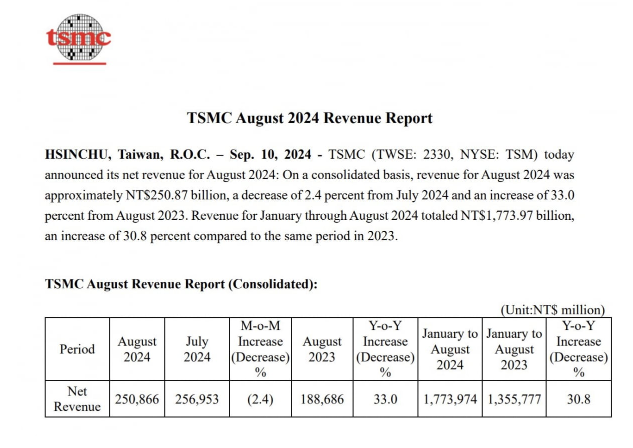 tsmc
TSMC August 2024 Revenue Report
HSINCHU, Taiwan, R.O.C. – Sep. 10, 2024 - TSMC (TWSE: 2330, NYSE: TSM) today
announced its net revenue for August 2024: On a consolidated basis, revenue for August 2024 was
approximately NT$250.87 billion, a decrease of 2.4 percent from July 2024 and an increase of 33.0
percent from August 2023. Revenue for January through August 2024 totaled NT$1,773.97 billion,
an increase of 30.8 percent compared to the same period in 2023.
TSMC August Revenue Report (Consolidated):
(Unit:NT$ million)
Period
August
2024
July
2024
M-o-M
Increase
(Decrease)
%
August
2023
Y-o-Y
Increase
(Decrease)
%
January to
August
2024
January to
August
2023
Y-o-Y
Increase
(Decrease)
%
Net
Revenue
250,866
256,953
(2.4)
188,686
33.0
1,773,974
1,355,777
30.8